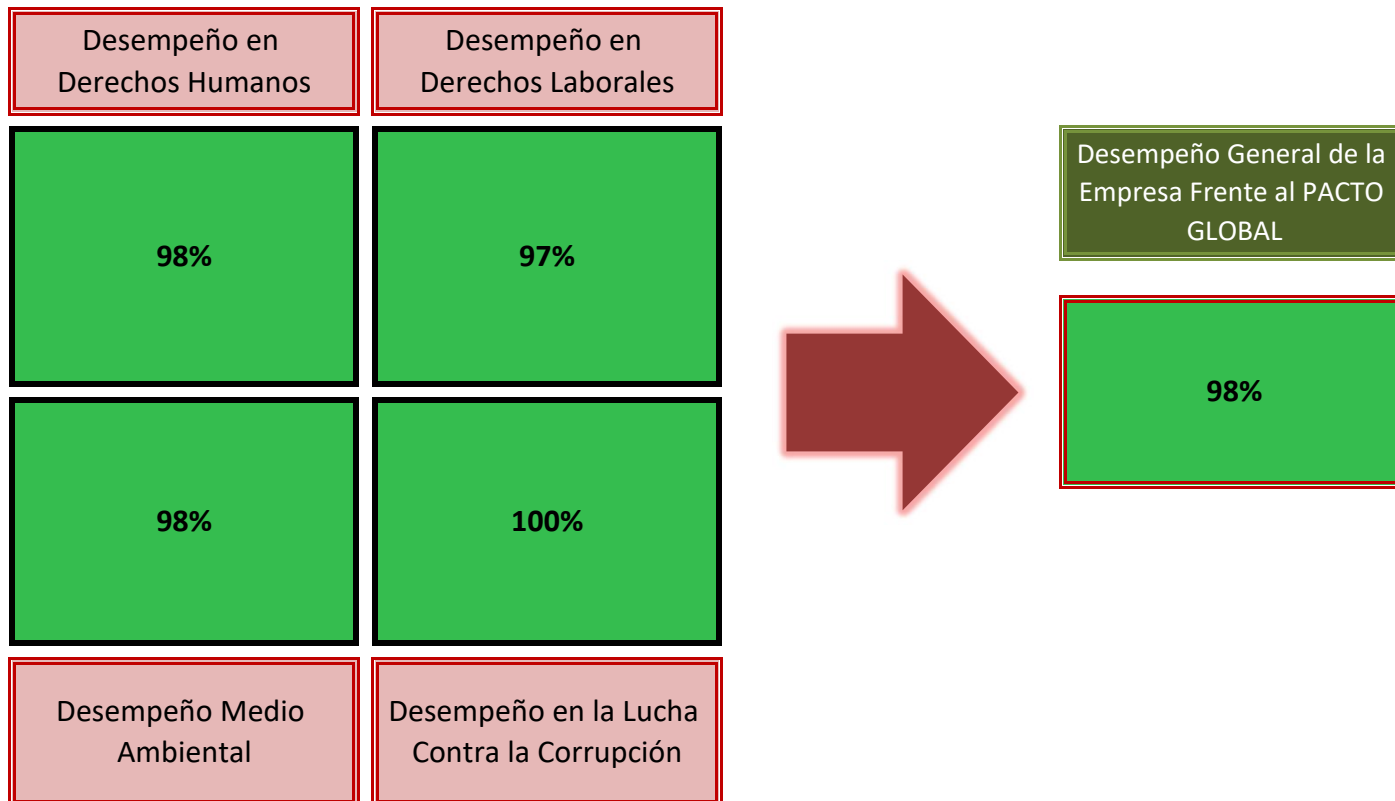 Desempeño en
Derechos Humanos
Desempeño en
Derechos Laborales
98%
97%
98%
100%
Desempeño Medio
Ambiental
Desempeño en la Lucha
Contra la Corrupción
Desempeño General de la
Empresa Frente al PACTO
GLOBAL
98%